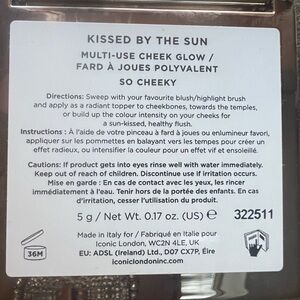 KISSED BY THE SUN
MULTI-USE CHEEK GLOW /
FARD À JOUES POLYVALENT
SO CHEEKY
Directions: Sweep with your favourite blush/highlight brush
and apply as a radiant topper to cheekbones, towards the temples,
or build up the colour intensity on your cheeks for
a sun-kissed, healthy flush.
Instructions : À l'aide de votre pinceau à fard à joues ou enlumineur favori,
appliquer sur les pommettes en balayant vers les tempes pour créer un
effet radieux, ou intensifier la couleur pour un effet vif et ensoleillé.
Cautions: If product gets into eyes rinse well with water immediately.
Keep out of reach of children. Discontinue use if irritation occurs.
Mise en garde : En cas de contact avec les yeux, les rincer
immédiatement à l'eau. Tenir hors de la portée des enfants. En cas
d'irritation, cesser l'utilisation du produit.
5 g / Net Wt. 0.17 oz. (US) ℮
322511
36M
Made in Italy for / Fabriqué en Italie pour
Iconic London, WC2N 4LE, UK
EU: ADSL (Ireland) Ltd., D07 CX7P, Éire
iconiclondoninc.com